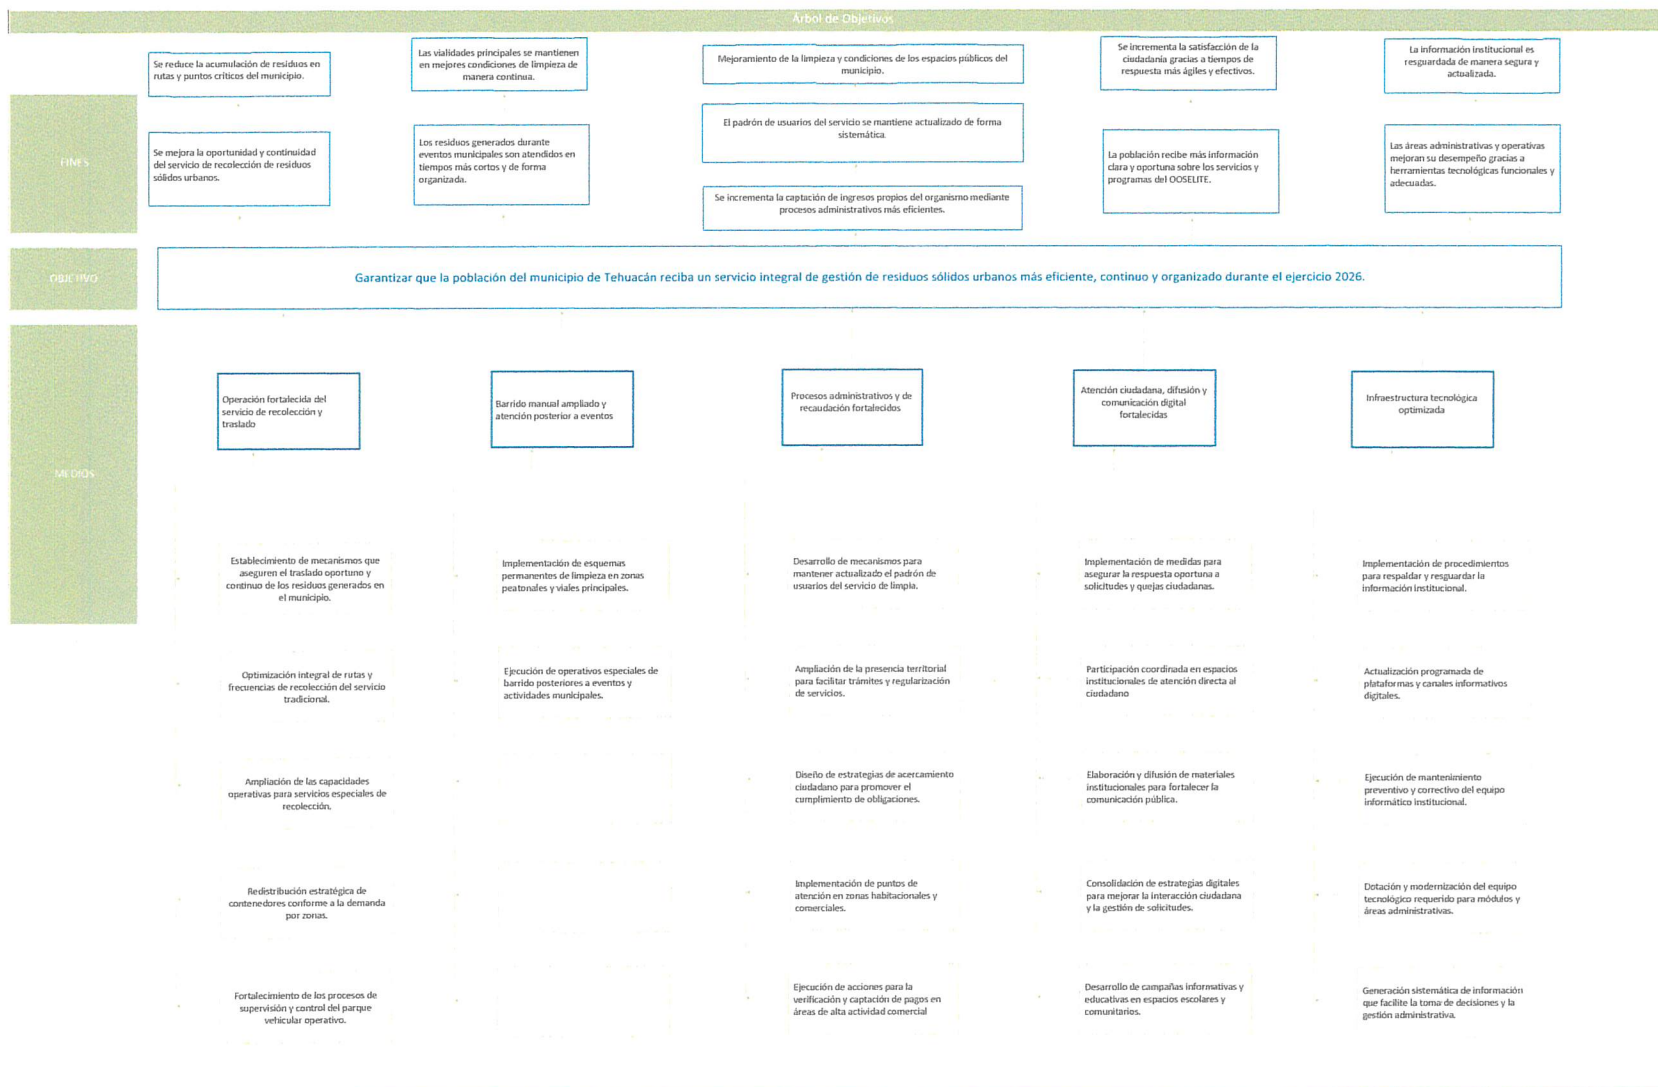 Árbol de Objetivos
FINES
Se reduce la acumulación de residuos en
rutas y puntos críticos del municipio.
Las vialidades principales se mantienen
en mejores condiciones de limpieza de
manera continua.
Mejoramiento de la limpieza y condiciones de los espacios públicos del
municipio.
Se incrementa la satisfacción de la
ciudadanía gracias a tiempos de
respuesta más ágiles y efectivos.
La información institucional es
resguardada de manera segura y
actualizada.
Se mejora la oportunidad y continuidad
del servicio de recolección de residuos
sólidos urbanos.
Los residuos generados durante
eventos municipales son atendidos en
tiempos más cortos y de forma
organizada.
El padrón de usuarios del servicio se mantiene actualizado de forma
sistemática.
Se incrementa la captación de ingresos propios del organismo mediante
procesos administrativos más eficientes.
La población recibe más información
clara y oportuna sobre los servicios y
programas del OOSELITE.
Las áreas administrativas y operativas
mejoran su desempeño gracias a
herramientas tecnológicas funcionales y
adecuadas.
OBJETIVO
Garantizar que la población del municipio de Tehuacán reciba un servicio integral de gestión de residuos sólidos urbanos más eficiente, continuo y organizado durante el ejercicio 2026.
MEDIOS
Operación fortalecida del
servicio de recolección y
traslado
Barrido manual ampliado y
atención posterior a eventos
Procesos administrativos y de
recaudación fortalecidos
Atención ciudadana, difusión y
comunicación digital
fortalecidas
Infraestructura tecnológica
optimizada
Establecimiento de mecanismos que
aseguren el traslado oportuno y
continuo de los residuos generados en
el municipio.
Implementación de esquemas
permanentes de limpieza en zonas
peatonales y viales principales.
Desarrollo de mecanismos para
mantener actualizado el padrón de
usuarios del servicio de limpia.
Implementación de medidas para
asegurar la respuesta oportuna a
solicitudes y quejas ciudadanas.
Implementación de procedimientos
para respaldar y resguardar la
información institucional.
Optimización integral de rutas y
frecuencias de recolección del servicio
tradicional.
Ejecución de operativos especiales de
barrido posteriores a eventos y
actividades municipales.
Ampliación de la presencia territorial
para facilitar trámites y regularización
de servicios.
Participación coordinada en espacios
institucionales de atención directa al
ciudadano
Actualización programada de
plataformas y canales informativos
digitales.
Ampliación de las capacidades
operativas para servicios especiales de
recolección.
Diseño de estrategias de acercamiento
ciudadano para promover el
cumplimiento de obligaciones.
Elaboración y difusión de materiales
institucionales para fortalecer la
comunicación pública.
Ejecución de mantenimiento
preventivo y correctivo del equipo
informático institucional.
Redistribución estratégica de
contenedores conforme a la demanda
por zonas.
Implementación de puntos de
atención en zonas habitacionales y
comerciales.
Consolidación de estrategias digitales
para mejorar la interacción ciudadana
y la gestión de solicitudes.
Dotación y modernización del equipo
tecnológico requerido para módulos y
áreas administrativas.
Fortalecimiento de los procesos de
supervisión y control del parque
vehicular operativo.
Ejecución de acciones para la
verificación y captación de pagos en
áreas de alta actividad comercial
Desarrollo de campañas informativas y
educativas en espacios escolares y
comunitarios.
Generación sistemática de información
que facilite la toma de decisiones y la
gestión administrativa.